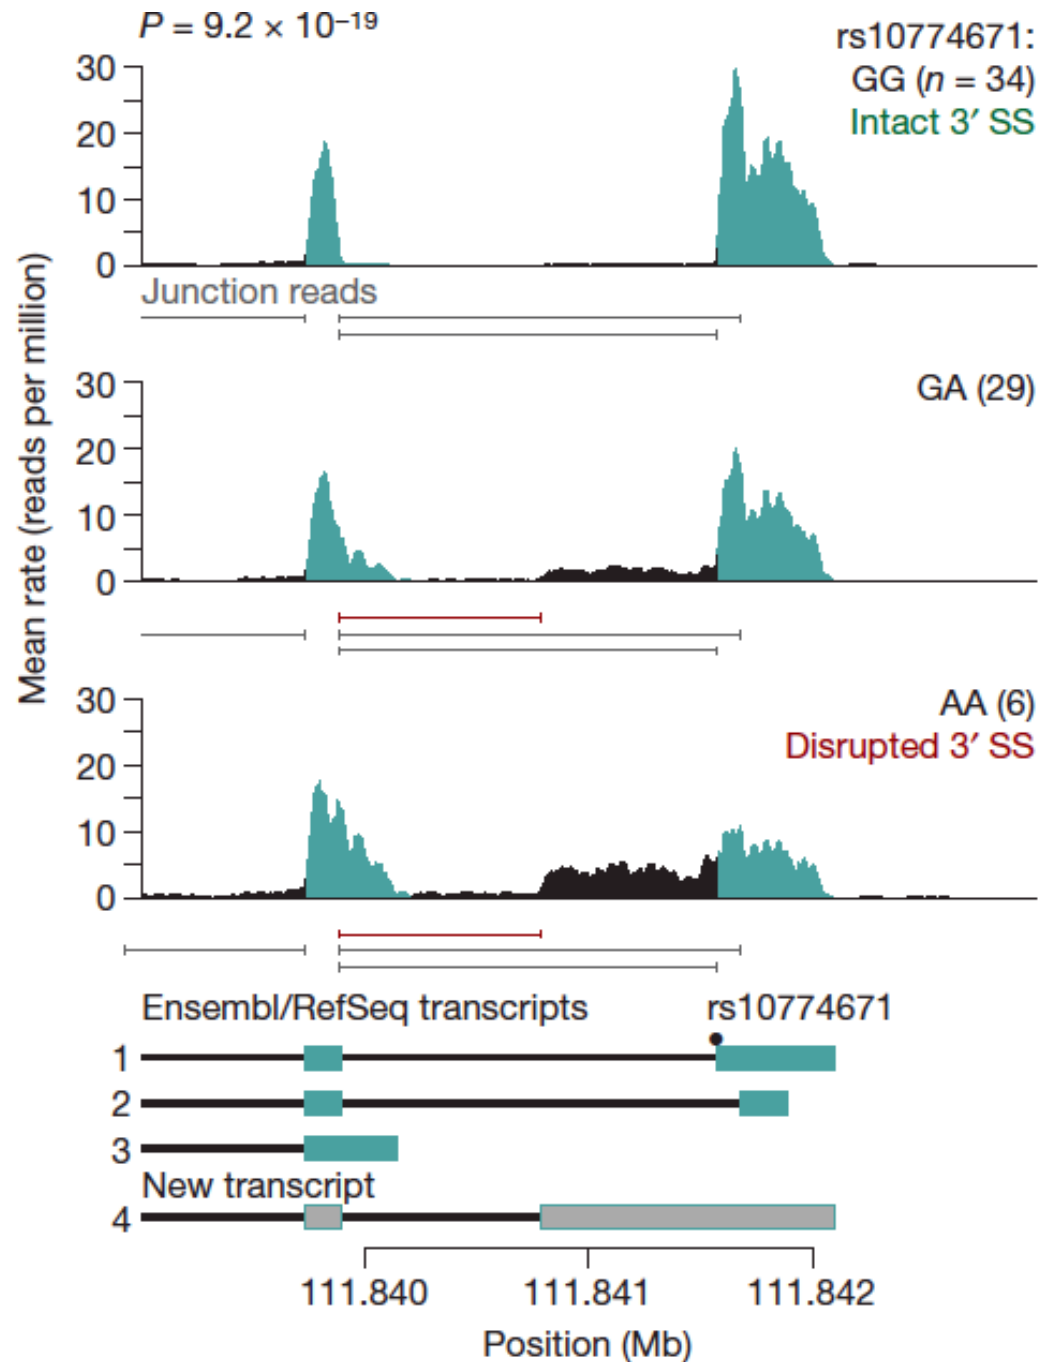 P = 9.2 × 10⁻¹⁹
rs10774671:
GG (n = 34)
Intact 3′ SS
30
20
10
0
Junction reads
Mean rate (reads per million)
GA (29)
30
20
10
0
AA (6)
Disrupted 3′ SS
30
20
10
0
Ensembl/RefSeq transcripts rs10774671
1
2
3
New transcript
4
111.840 111.841 111.842
Position (Mb)